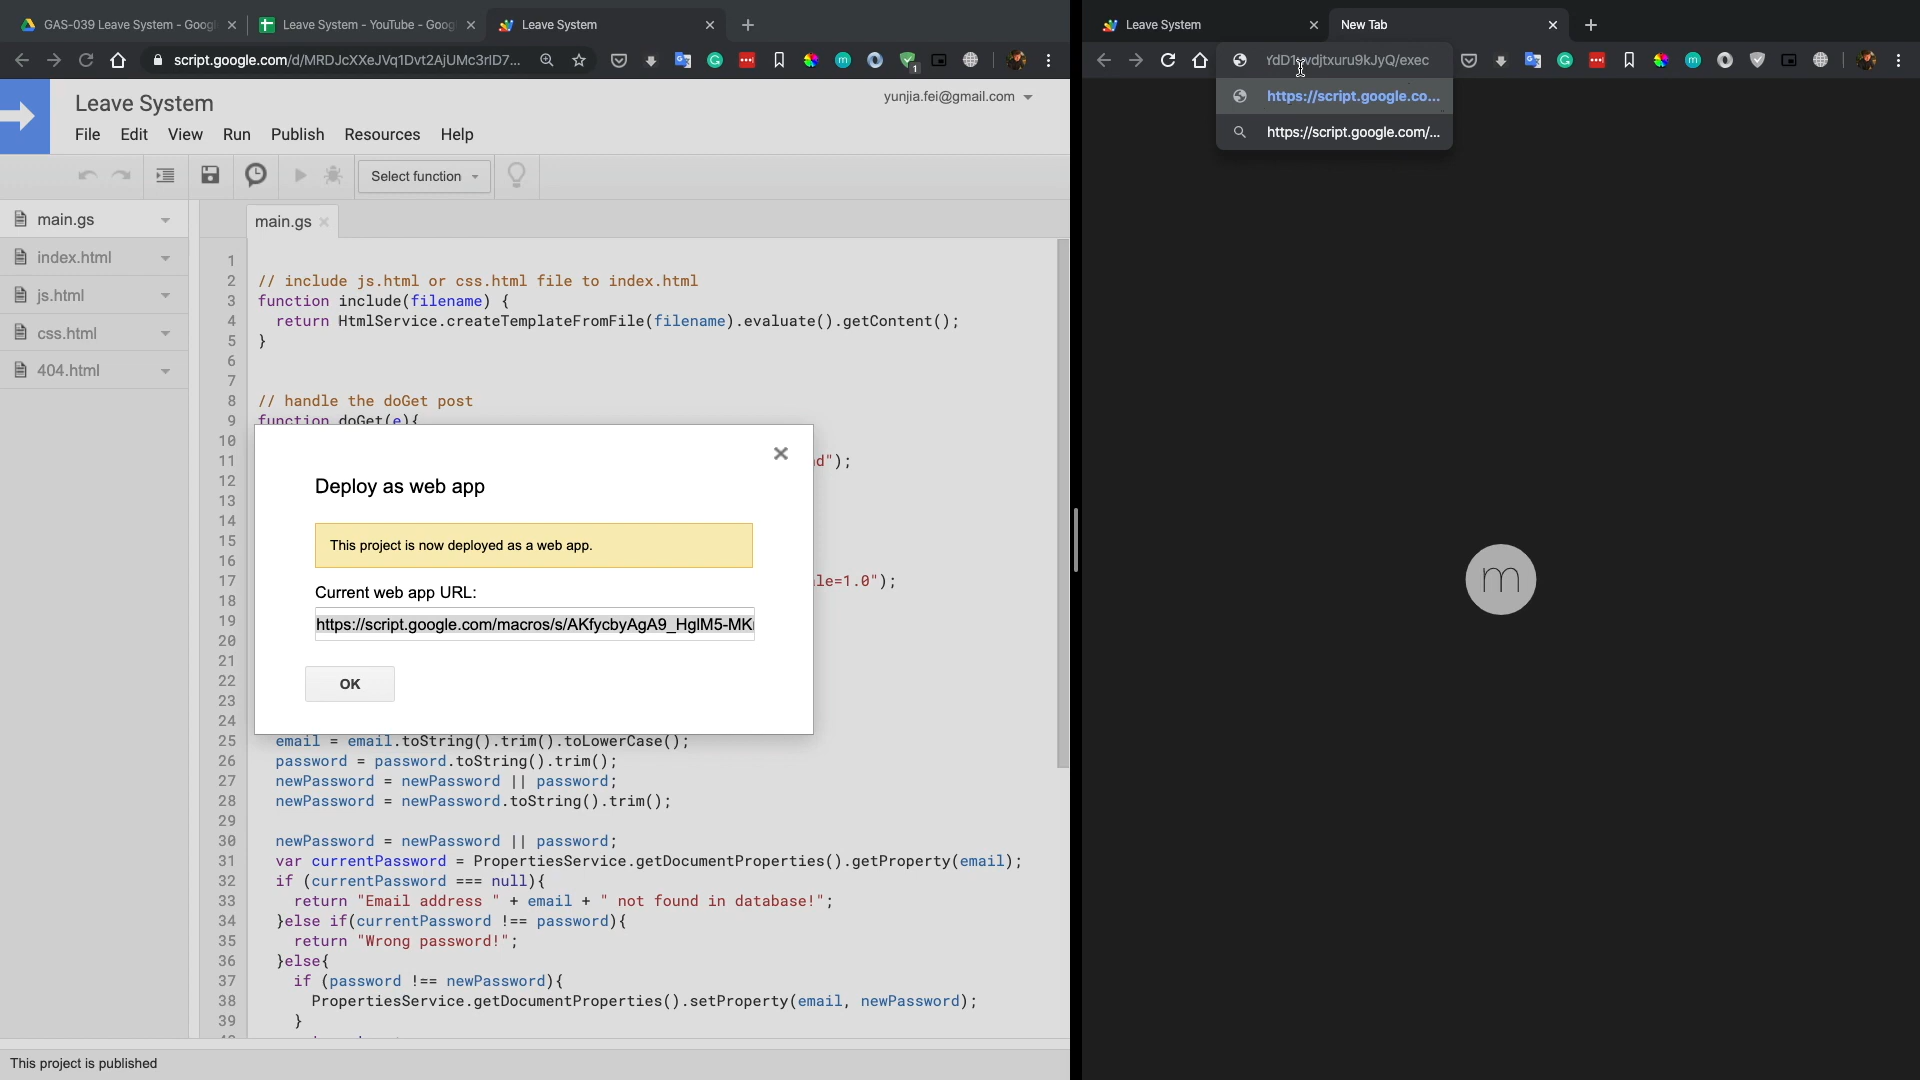 GAS-039 Leave System - Goog
Leave System - YouTube - Goog
Leave System
script.google.com/d/MRDJcXXeJVq1Dvt2AjUMc3rlD7...
1
Leave System
yunjia.fei@gmail.com
File Edit View Run Publish Resources Help
Select function
main.gs
index.html
js.html
css.html
404.html
main.gs
1
2 // include js.html or css.html file to index.html
3 function include(filename) {
4 return HtmlService.createTemplateFromFile(filename).evaluate().getContent();
5 }
6
7
8 // handle the doGet post
9 function doGet(e){
10
11 d");
12
13
14
15
16
17 le=1.0");
18
19
20
21
22
23
24
25 email = email.toString().trim().toLowerCase();
26 password = password.toString().trim();
27 newPassword = newPassword || password;
28 newPassword = newPassword.toString().trim();
29
30 newPassword = newPassword || password;
31 var currentPassword = PropertiesService.getDocumentProperties().getProperty(email);
32 if (currentPassword === null){
33 return "Email address " + email + " not found in database!";
34 }else if(currentPassword !== password){
35 return "Wrong password!";
36 }else{
37 if (password !== newPassword){
38 PropertiesService.getDocumentProperties().setProperty(email, newPassword);
39 }
Deploy as web app
This project is now deployed as a web app.
Current web app URL:
https://script.google.com/macros/s/AKfycbyAgA9_HglM5-MK
OK
This project is published
Leave System
New Tab
https://script.google.co...
https://script.google.com/...
m